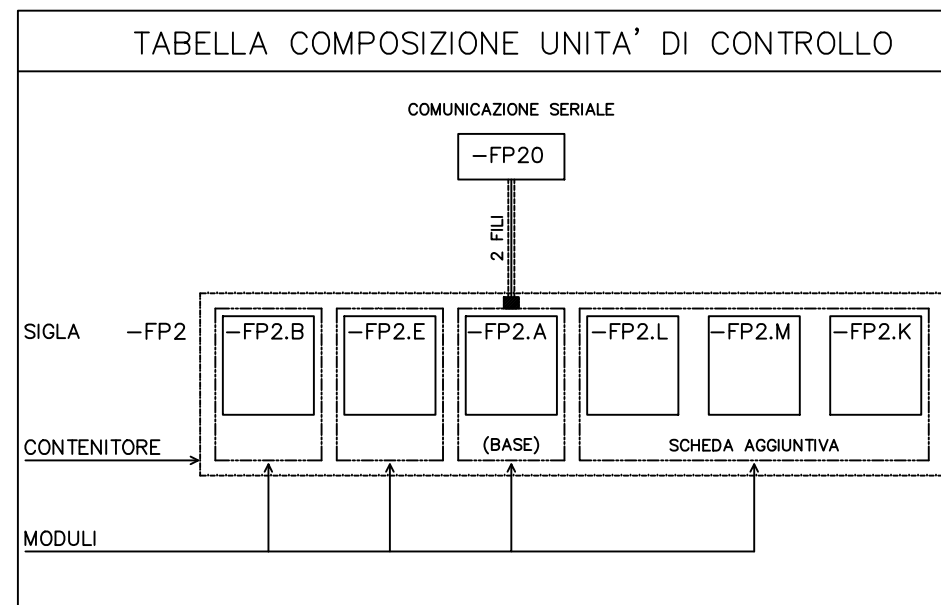 TABELLA COMPOSIZIONE UNITA' DI CONTROLLO
COMUNICAZIONE SERIALE
-FP20
2 FILI
SIGLA -FP2 -FP2.B -FP2.E -FP2.A -FP2.L -FP2.M -FP2.K
CONTENITORE (BASE) SCHEDA AGGIUNTIVA
MODULI